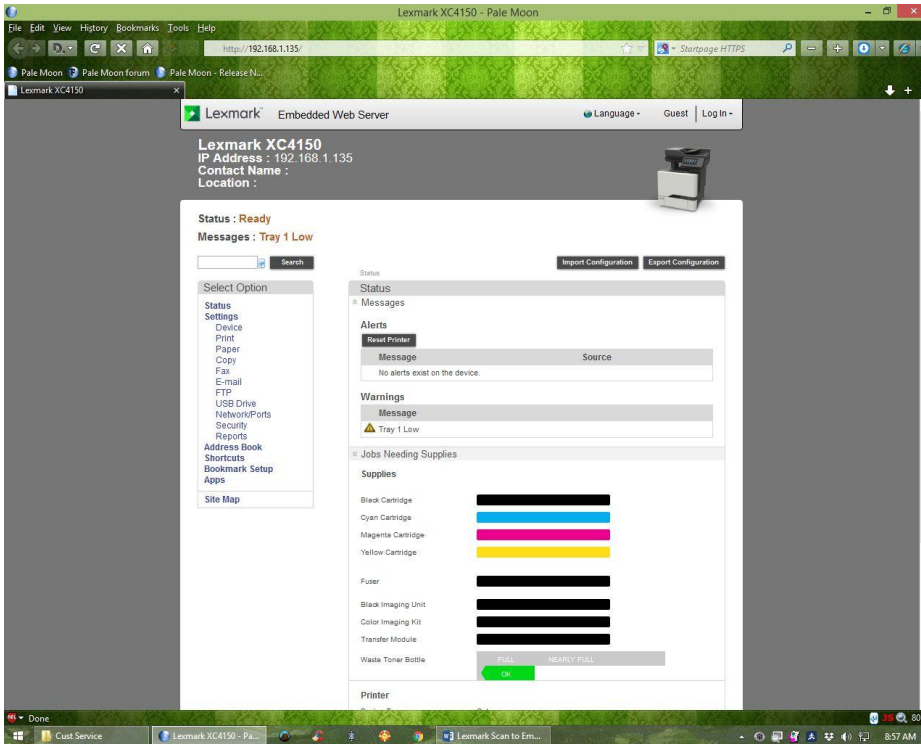 Lexmark XC4150 - Pale Moon
File Edit View History Bookmarks Tools Help
http://192.168.1.135/
Startpage HTTPS
Pale Moon Pale Moon forum Pale Moon - Release N...
Lexmark XC4150
Lexmark Embedded Web Server Language Guest Log In
Lexmark XC4150
IP Address : 192.168.1.135
Contact Name :
Location :
Status : Ready
Messages : Tray 1 Low
Search
Import Configuration Export Configuration
Status
Select Option
Status
Settings
Device
Print
Paper
Copy
Fax
E-mail
FTP
USB Drive
Network/Ports
Security
Reports
Address Book
Shortcuts
Bookmark Setup
Apps
Site Map
Status
Messages
Alerts
Reset Printer
Message Source
No alerts exist on the device.
Warnings
Message
Tray 1 Low
Jobs Needing Supplies
Supplies
Black Cartridge
Cyan Cartridge
Magenta Cartridge
Yellow Cartridge
Fuser
Black Imaging Unit
Color Imaging Kit
Transfer Module
Waste Toner Bottle FULL NEARLY FULL
OK
Printer
Done JS 80
Cust Service Lexmark XC4150 - Pa... Lexmark Scan to Em... 8:57 AM